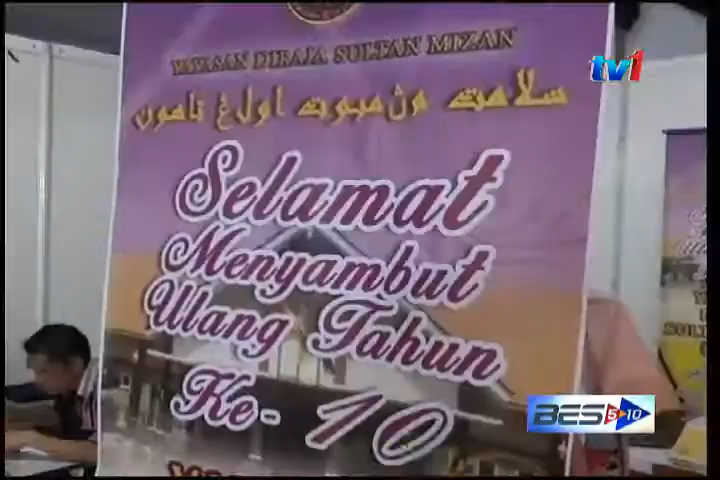 YAYASAN DIRAJA SULTAN MIZAN
سلامت مڽمبوت اولڠ تاهون
Selamat
Menyambut
Ulang Tahun
Ke- 10
tv1
BES 5-10